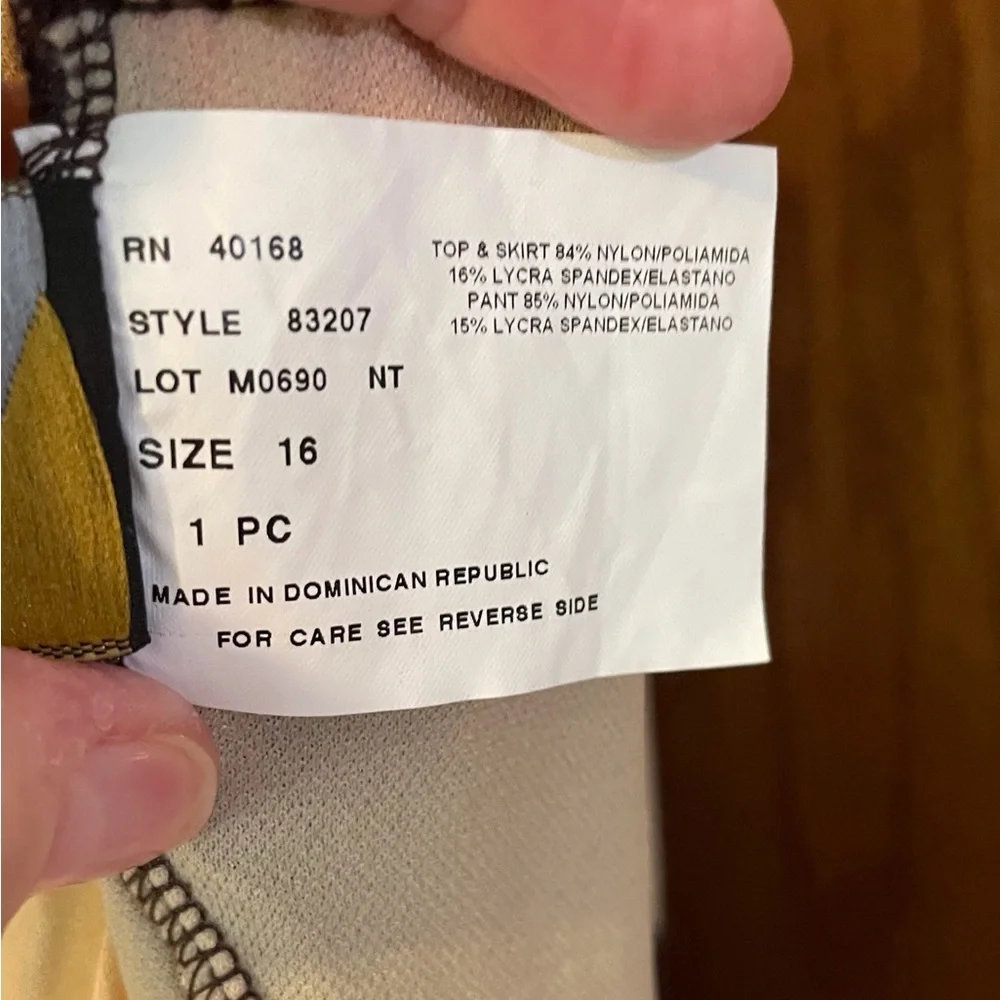 RN 40168
STYLE 83207
LOT M0690 NT
SIZE 16
1 PC
MADE IN DOMINICAN REPUBLIC
FOR CARE SEE REVERSE SIDE
TOP & SKIRT 84% NYLON/POLIAMIDA
16% LYCRA SPANDEX/ELASTANO
PANT 85% NYLON/POLIAMIDA
15% LYCRA SPANDEX/ELASTANO